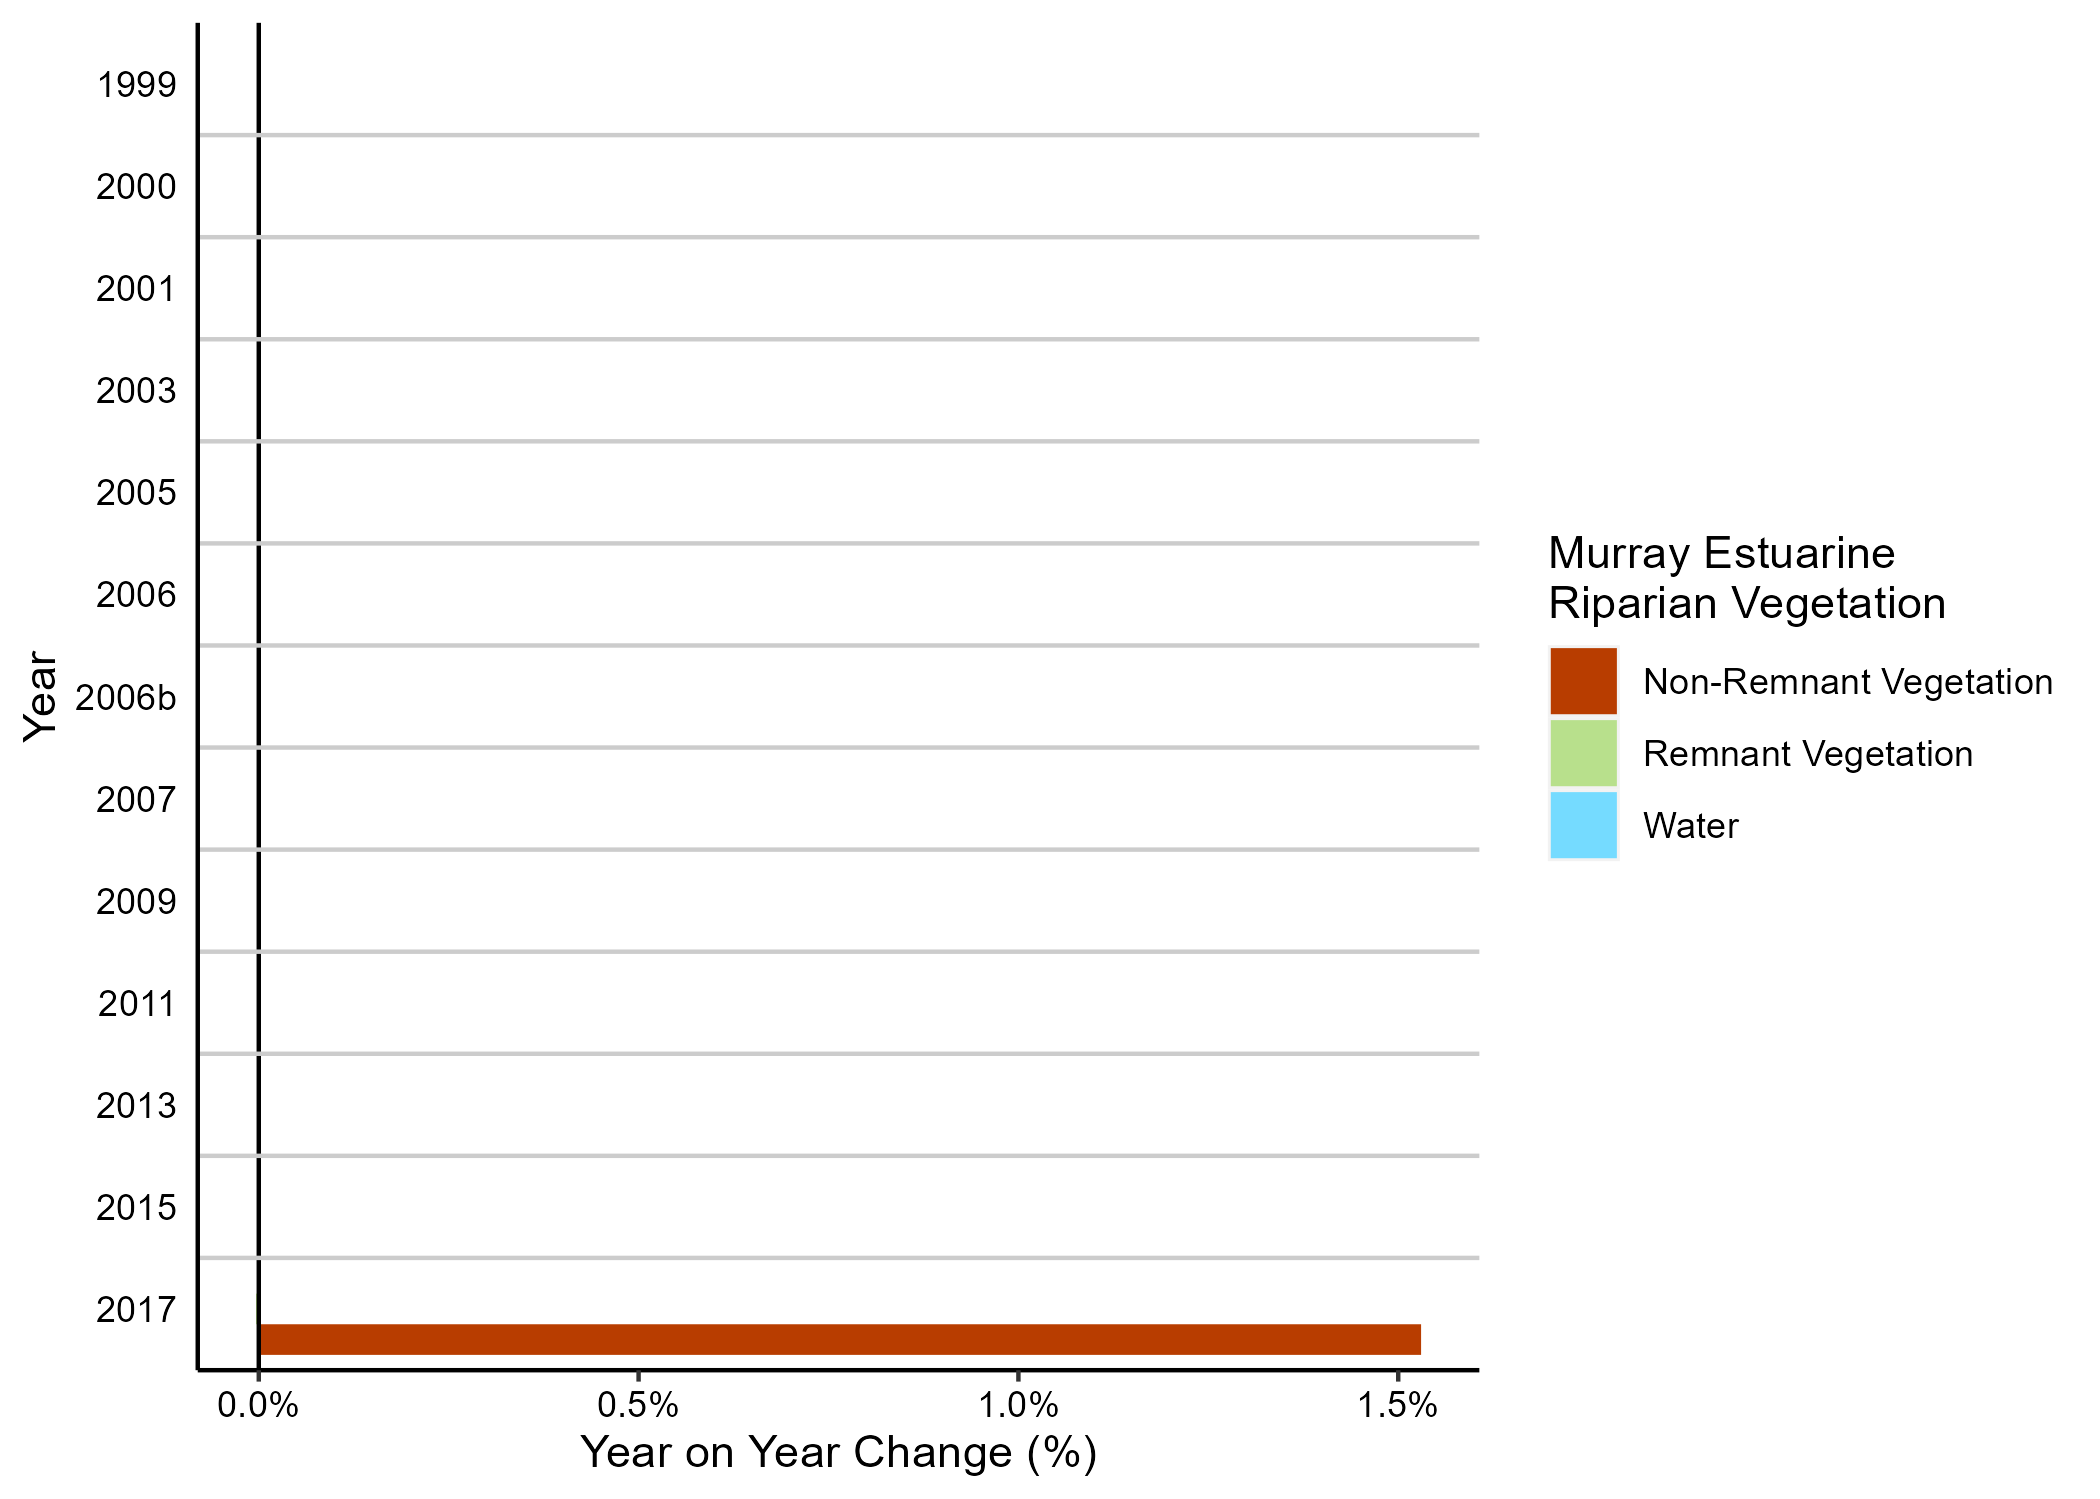 1999
2000
2001
2003
2005
2006
2006b
2007
2009
2011
2013
2015
2017
Year
0.0%
0.5%
1.0%
1.5%
Year on Year Change (%)
Murray Estuarine
Riparian Vegetation
Non-Remnant Vegetation
Remnant Vegetation
Water